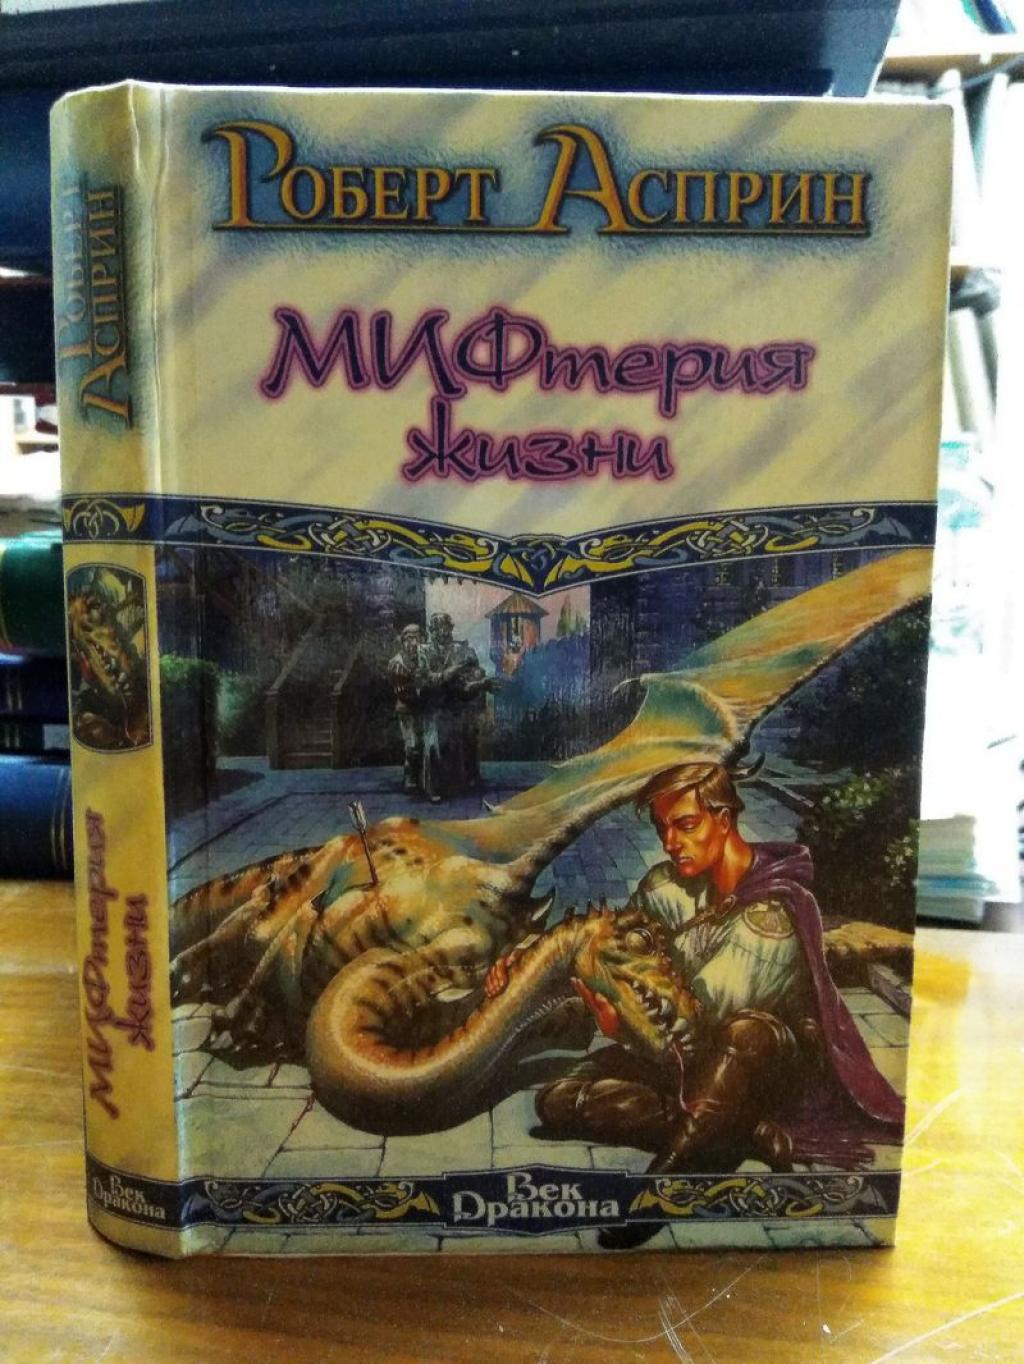 Роберт Асприн
МИФтерия
жизни
Век
Дракона
Роберт
Асприн
МИФтерия
жизни
Век
Дракона